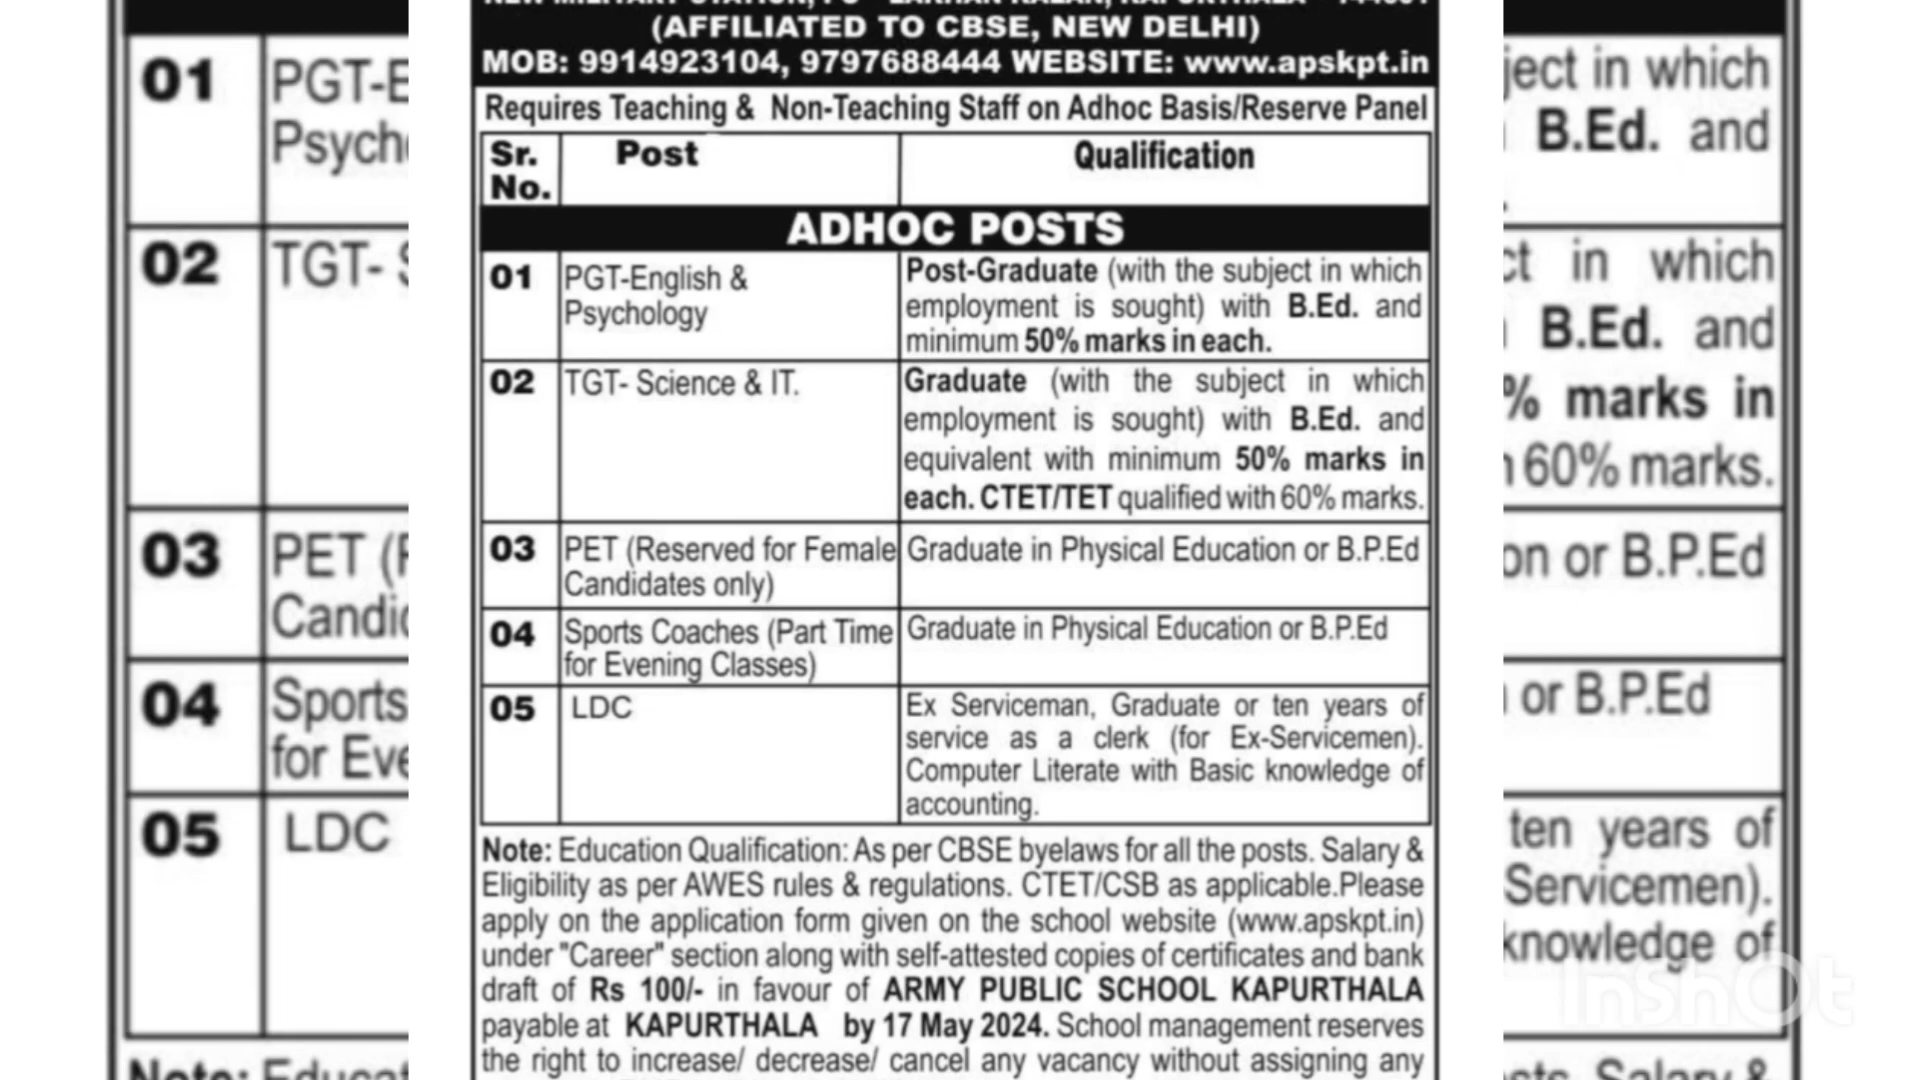 (AFFILIATED TO CBSE, NEW DELHI)
MOB: 9914923104, 9797688444 WEBSITE: www.apskpt.in
Requires Teaching & Non-Teaching Staff on Adhoc Basis/Reserve Panel
Sr. No. Post Qualification
ADHOC POSTS
01 PGT-English & Psychology
Post-Graduate (with the subject in which
employment is sought) with B.Ed. and
minimum 50% marks in each.
02 TGT- Science & IT.
Graduate (with the subject in which
employment is sought) with B.Ed. and
equivalent with minimum 50% marks in
each. CTET/TET qualified with 60% marks.
03 PET (Reserved for Female
Candidates only)
Graduate in Physical Education or B.P.Ed
04 Sports Coaches (Part Time
for Evening Classes)
Graduate in Physical Education or B.P.Ed
05 LDC
Ex Serviceman, Graduate or ten years of
service as a clerk (for Ex-Servicemen).
Computer Literate with Basic knowledge of
accounting.
Note: Education Qualification: As per CBSE byelaws for all the posts. Salary &
Eligibility as per AWES rules & regulations. CTET/CSB as applicable.Please
apply on the application form given on the school website (www.apskpt.in)
under "Career" section along with self-attested copies of certificates and bank
draft of Rs 100/- in favour of ARMY PUBLIC SCHOOL KAPURTHALA
payable at KAPURTHALA by 17 May 2024. School management reserves
the right to increase/ decrease/ cancel any vacancy without assigning any
InShOt